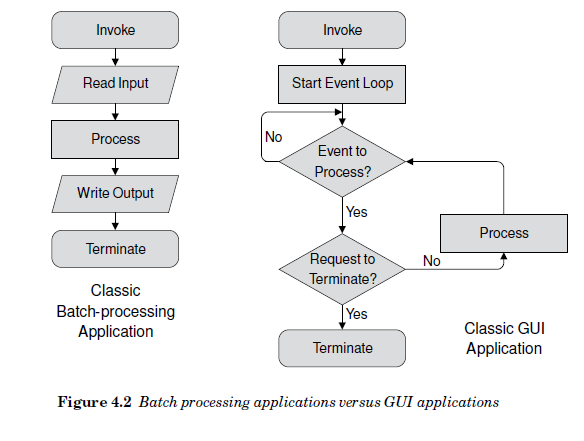 Invoke
Read Input
Process
Write Output
Terminate
Classic
Batch-processing
Application
Invoke
Start Event Loop
No
Event to
Process?
Yes
Request to
Terminate?
No
Process
Yes
Terminate
Classic GUI
Application
Figure 4.2 Batch processing applications versus GUI applications